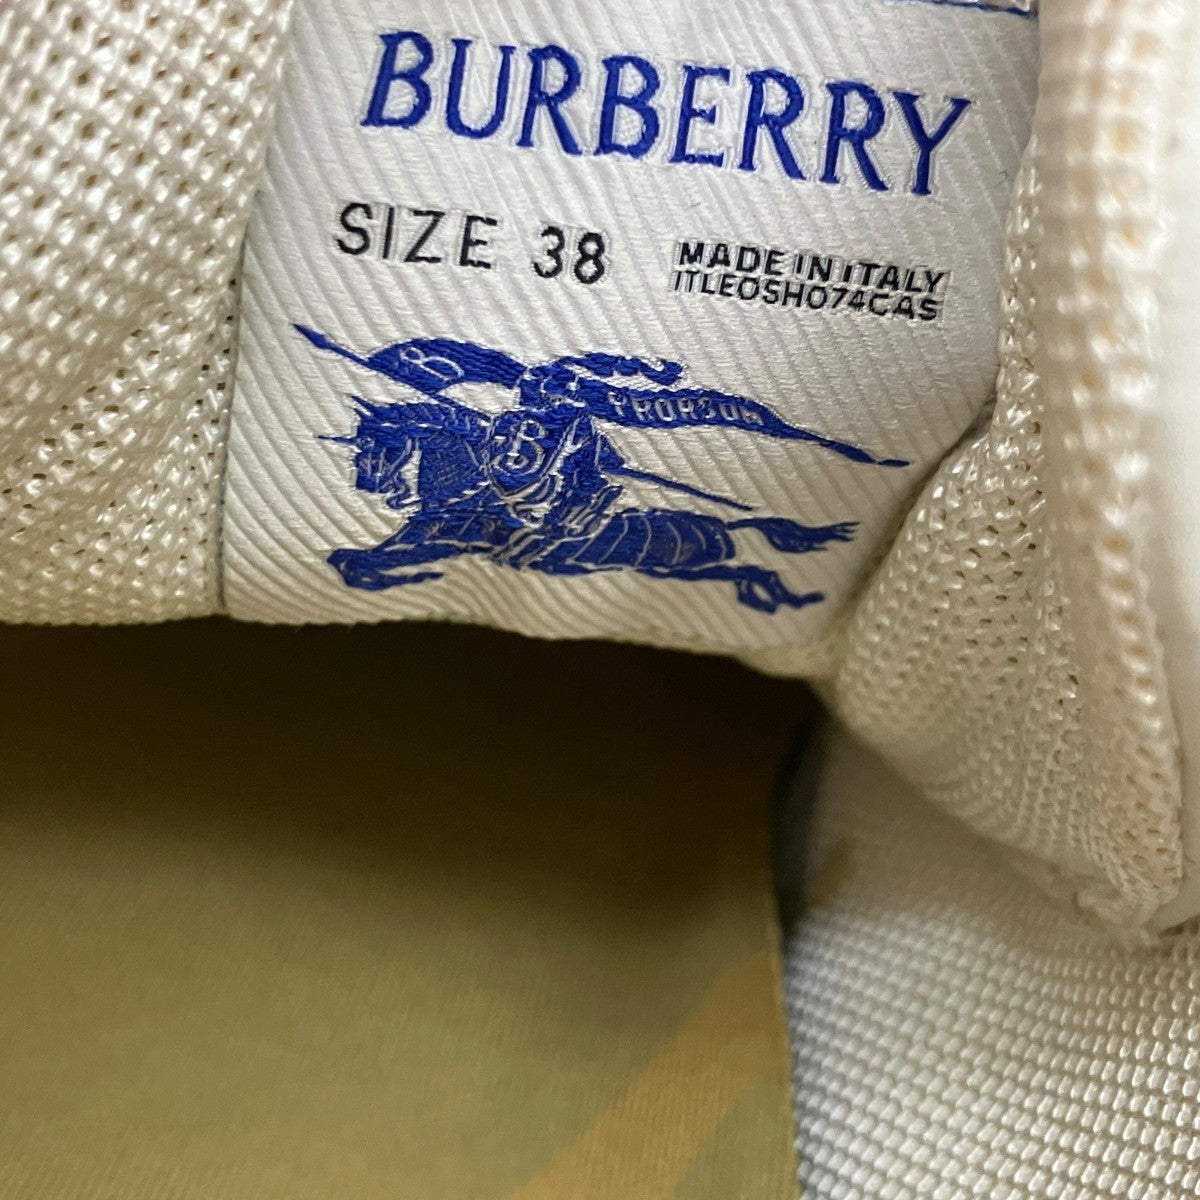 BURBERRY
SIZE 38
MADE IN ITALY
ITLEOSHO74CAS
B
PRORSUM
B